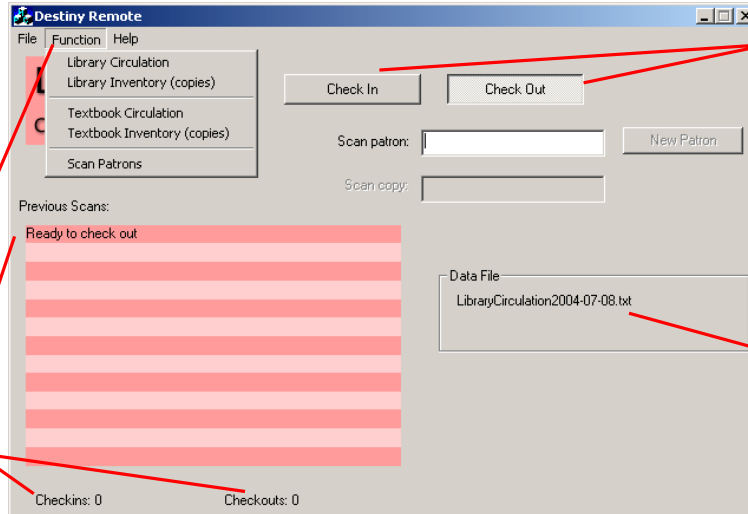 Destiny Remote
File Function Help
Library Circulation
Library Inventory (copies)
Textbook Circulation
Textbook Inventory (copies)
Scan Patrons
Check In
Check Out
Scan patron:
New Patron
Scan copy:
Previous Scans:
Ready to check out
Data File
LibraryCirculation2004-07-08.txt
Checkins: 0
Checkouts: 0